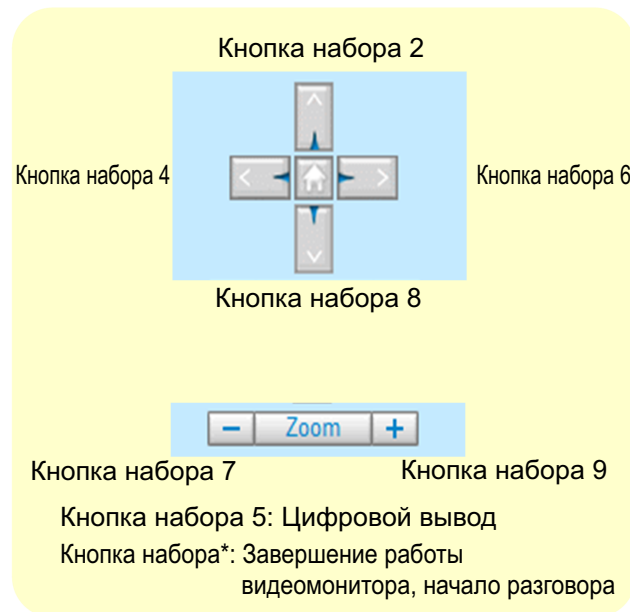 Кнопка набора 2
Кнопка набора 4
Кнопка набора 6
Кнопка набора 8
− Zoom +
Кнопка набора 7
Кнопка набора 9
Кнопка набора 5: Цифровой вывод
Кнопка набора*: Завершение работы
видеомонитора, начало разговора